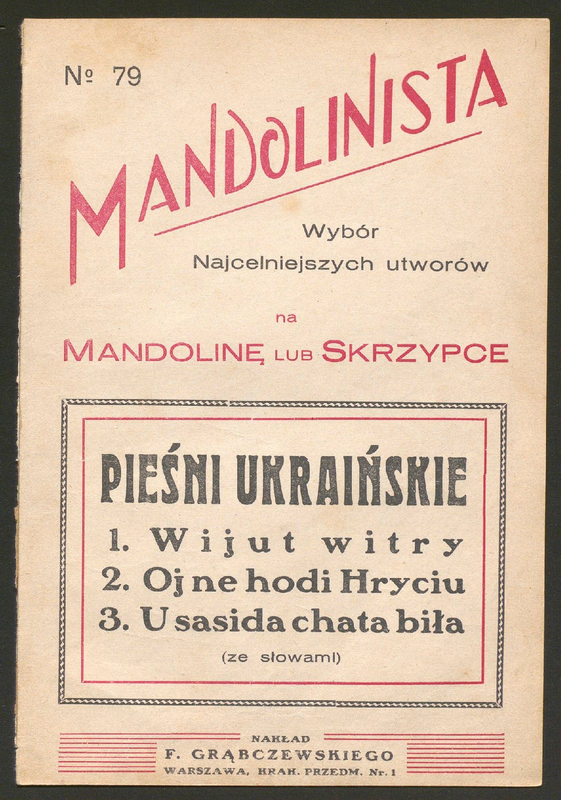 Nº 79
MANDOLINISTA
Wybór
Najcelniejszych utworów
na
MANDOLINĘ LUB SKRZYPCE
PIEŚNI UKRAIŃSKIE
1. Wijut witry
2. Oj ne hodi Hryciu
3. U sasida chata biła
(ze słowami)
NAKŁAD
F. GRĄBCZEWSKIEGO
WARSZAWA, KRAK. PRZEDM. Nr. 1